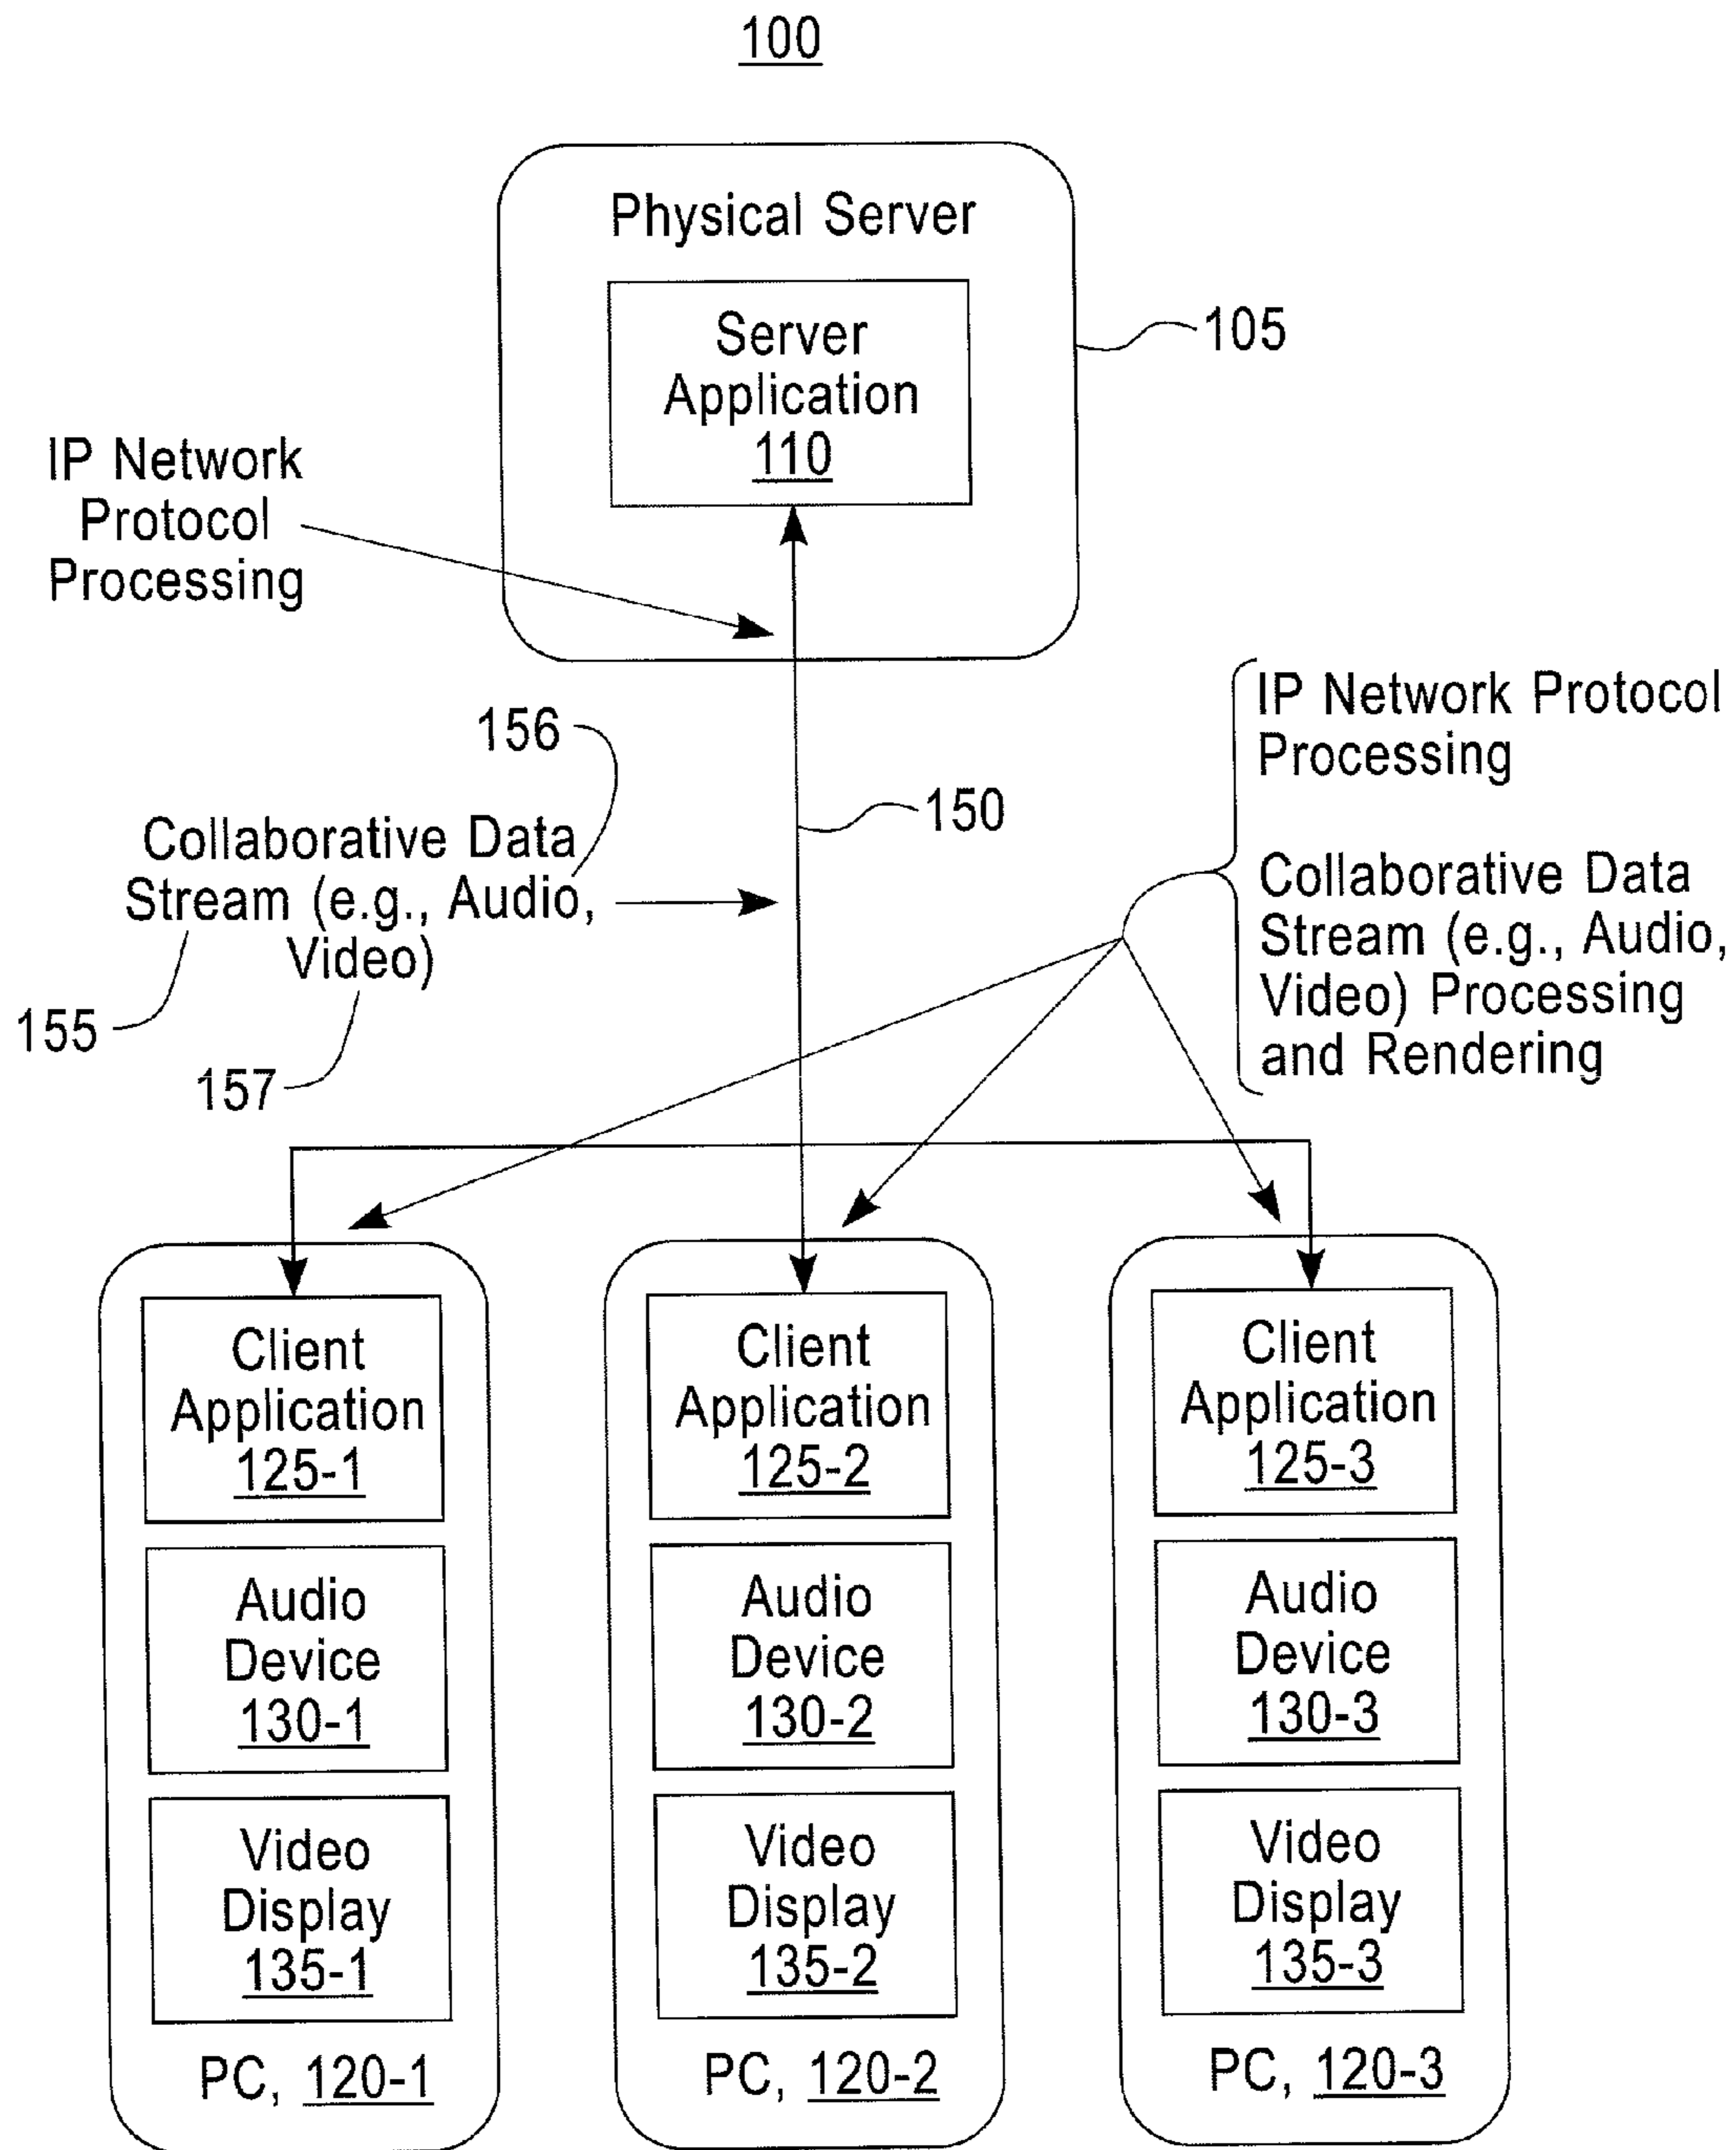 100
Physical Server
Server
Application
110
105
IP Network
Protocol
Processing
156
150
Collaborative Data
Stream (e.g., Audio,
Video)
155
157
IP Network Protocol
Processing
Collaborative Data
Stream (e.g., Audio,
Video) Processing
and Rendering
Client
Application
125-1
Audio
Device
130-1
Video
Display
135-1
PC, 120-1
Client
Application
125-2
Audio
Device
130-2
Video
Display
135-2
PC, 120-2
Client
Application
125-3
Audio
Device
130-3
Video
Display
135-3
PC, 120-3